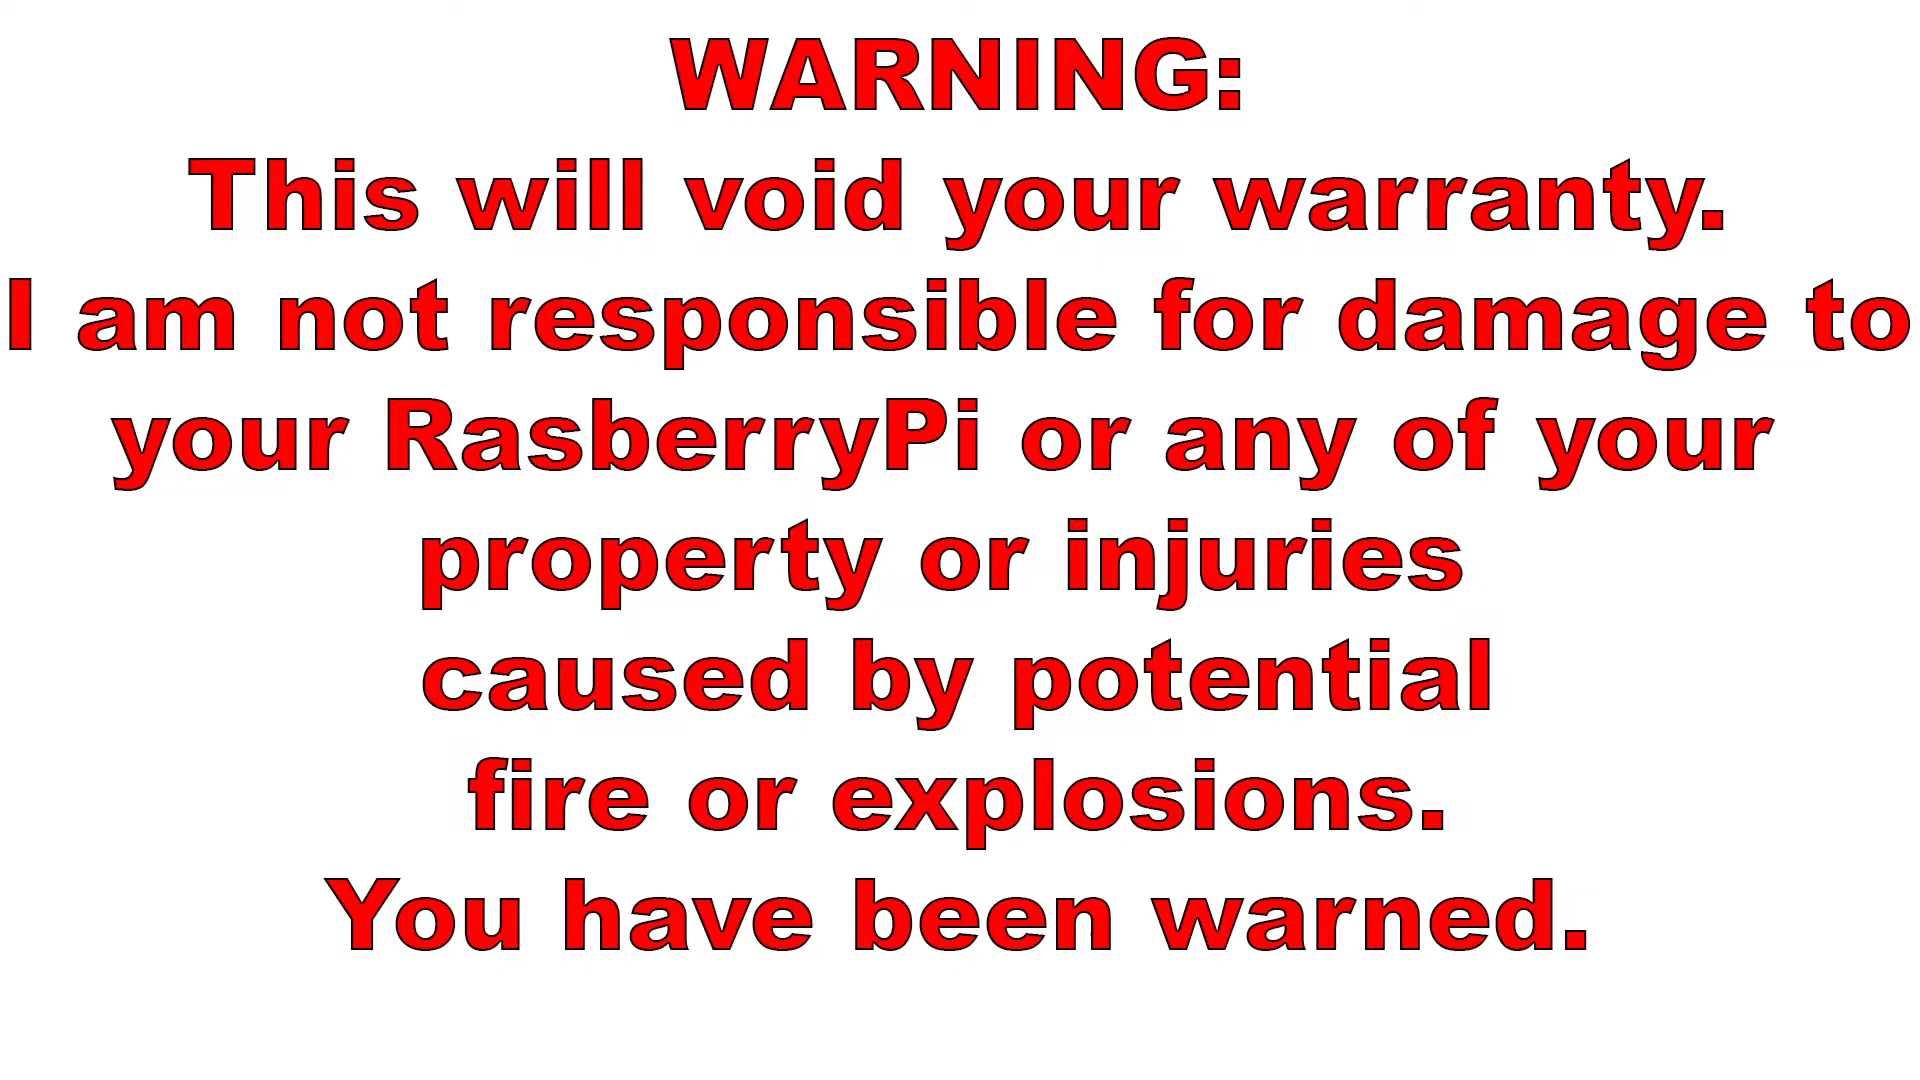 WARNING:
This will void your warranty.
I am not responsible for damage to
your RasberryPi or any of your
property or injuries
caused by potential
fire or explosions.
You have been warned.